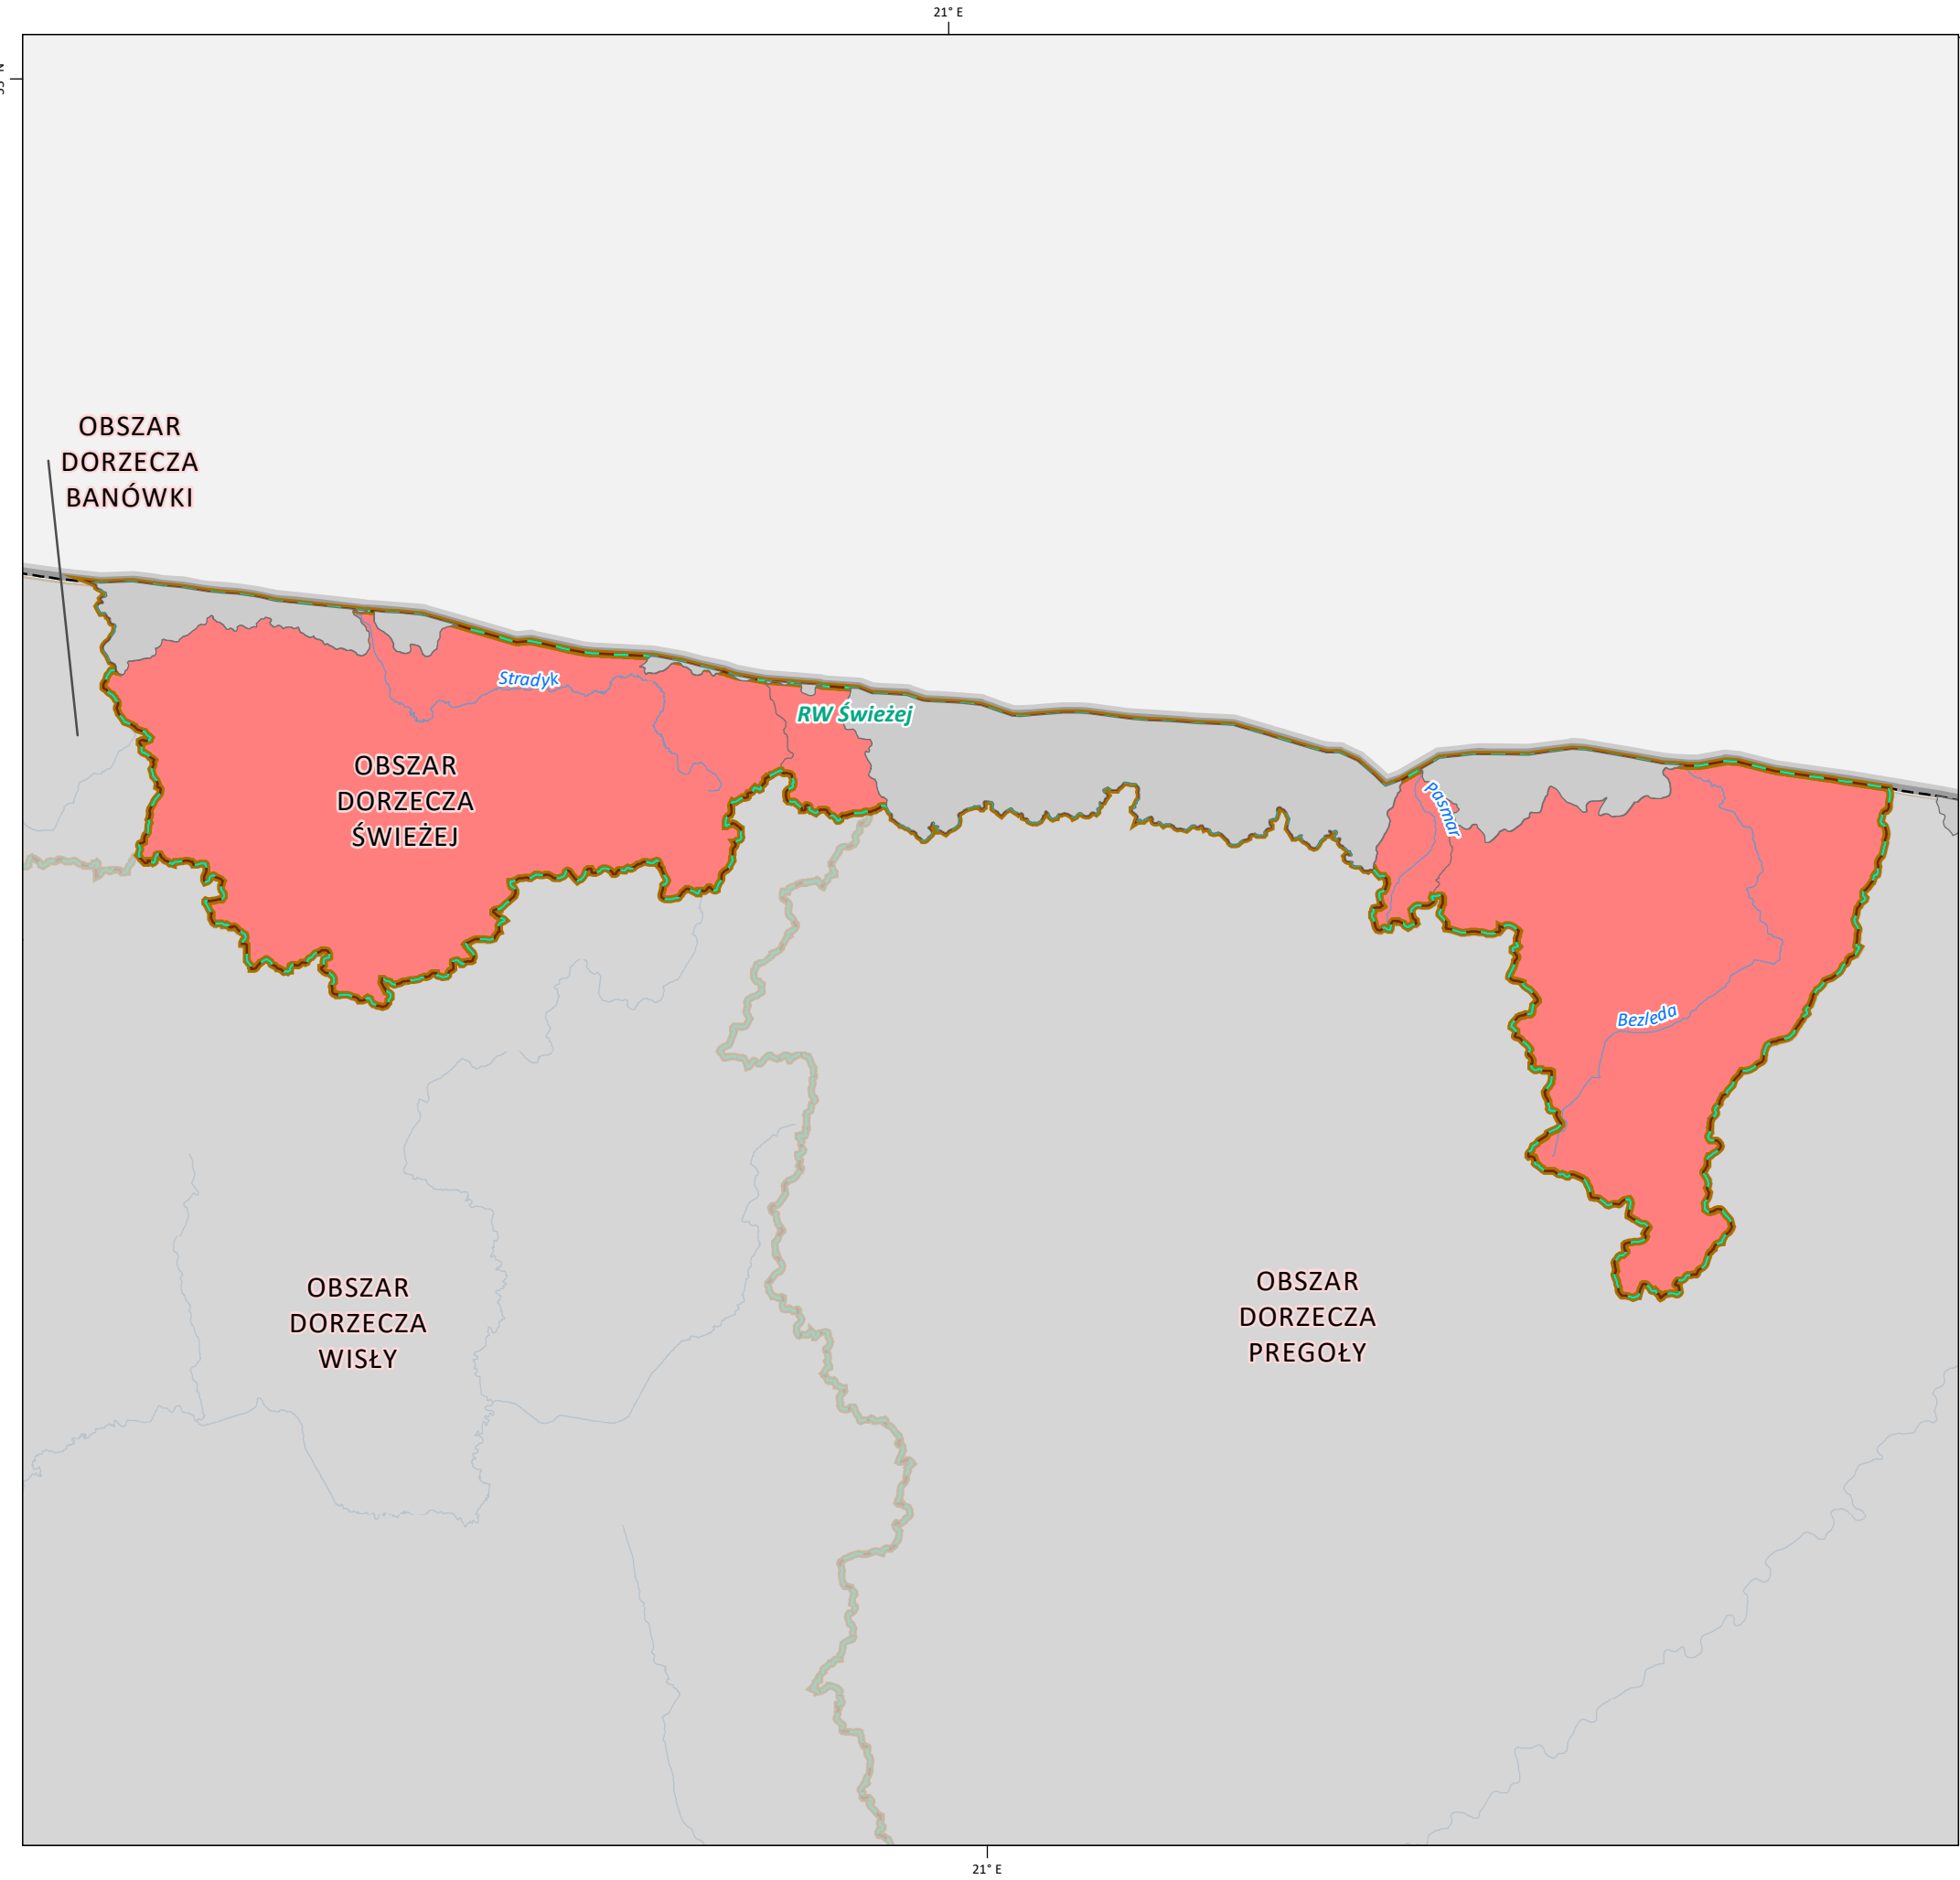 21° E
OBSZAR
DORZECZA
BANÓWKI
Stradyk
RW Świeżej
OBSZAR
DORZECZA
ŚWIEŻEJ
Pasmar
Bezleda
OBSZAR
DORZECZA
WISŁY
OBSZAR
DORZECZA
PREGOŁY
21° E